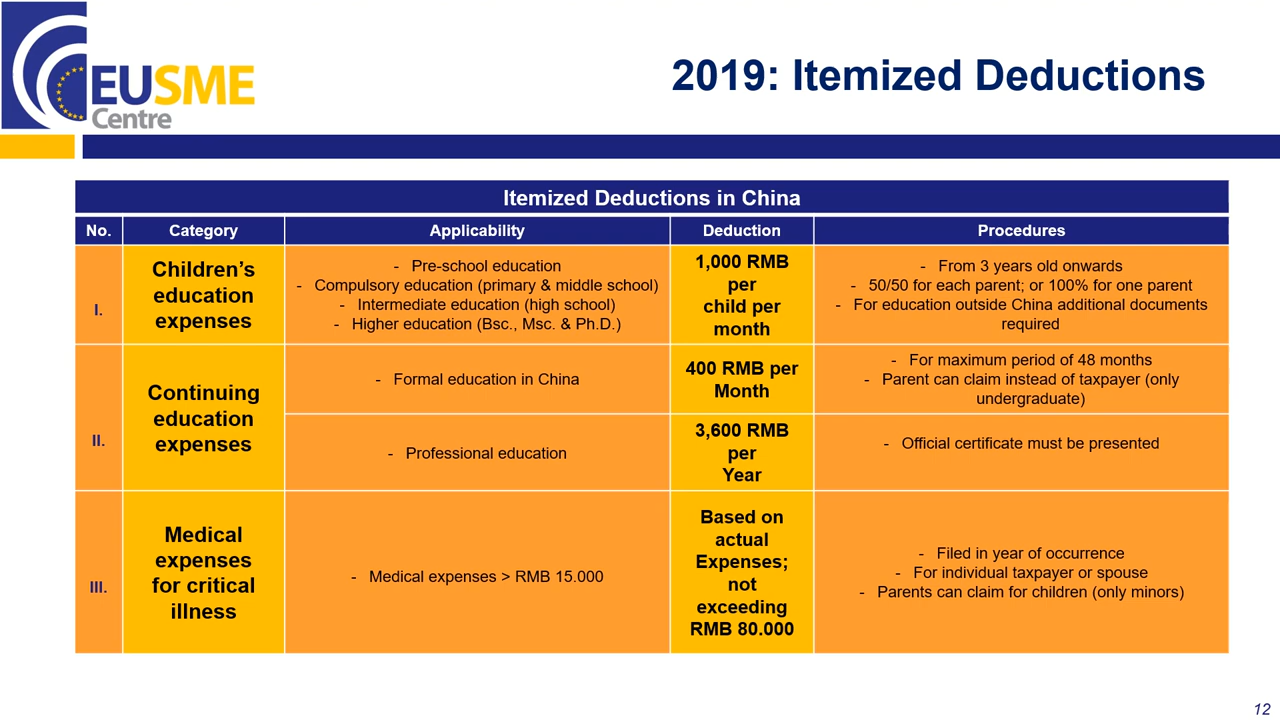 EUSME
Centre
2019: Itemized Deductions
Itemized Deductions in China
No.
Category
Applicability
Deduction
Procedures
I.
Children’s
education
expenses
- Pre-school education
- Compulsory education (primary & middle school)
- Intermediate education (high school)
- Higher education (Bsc., Msc. & Ph.D.)
1,000 RMB
per
child per
month
- From 3 years old onwards
- 50/50 for each parent; or 100% for one parent
- For education outside China additional documents
required
II.
Continuing
education
expenses
- Formal education in China
400 RMB per
Month
- For maximum period of 48 months
- Parent can claim instead of taxpayer (only
undergraduate)
- Professional education
3,600 RMB
per
Year
- Official certificate must be presented
III.
Medical
expenses
for critical
illness
- Medical expenses > RMB 15.000
Based on
actual
Expenses;
not
exceeding
RMB 80.000
- Filed in year of occurrence
- For individual taxpayer or spouse
- Parents can claim for children (only minors)
12